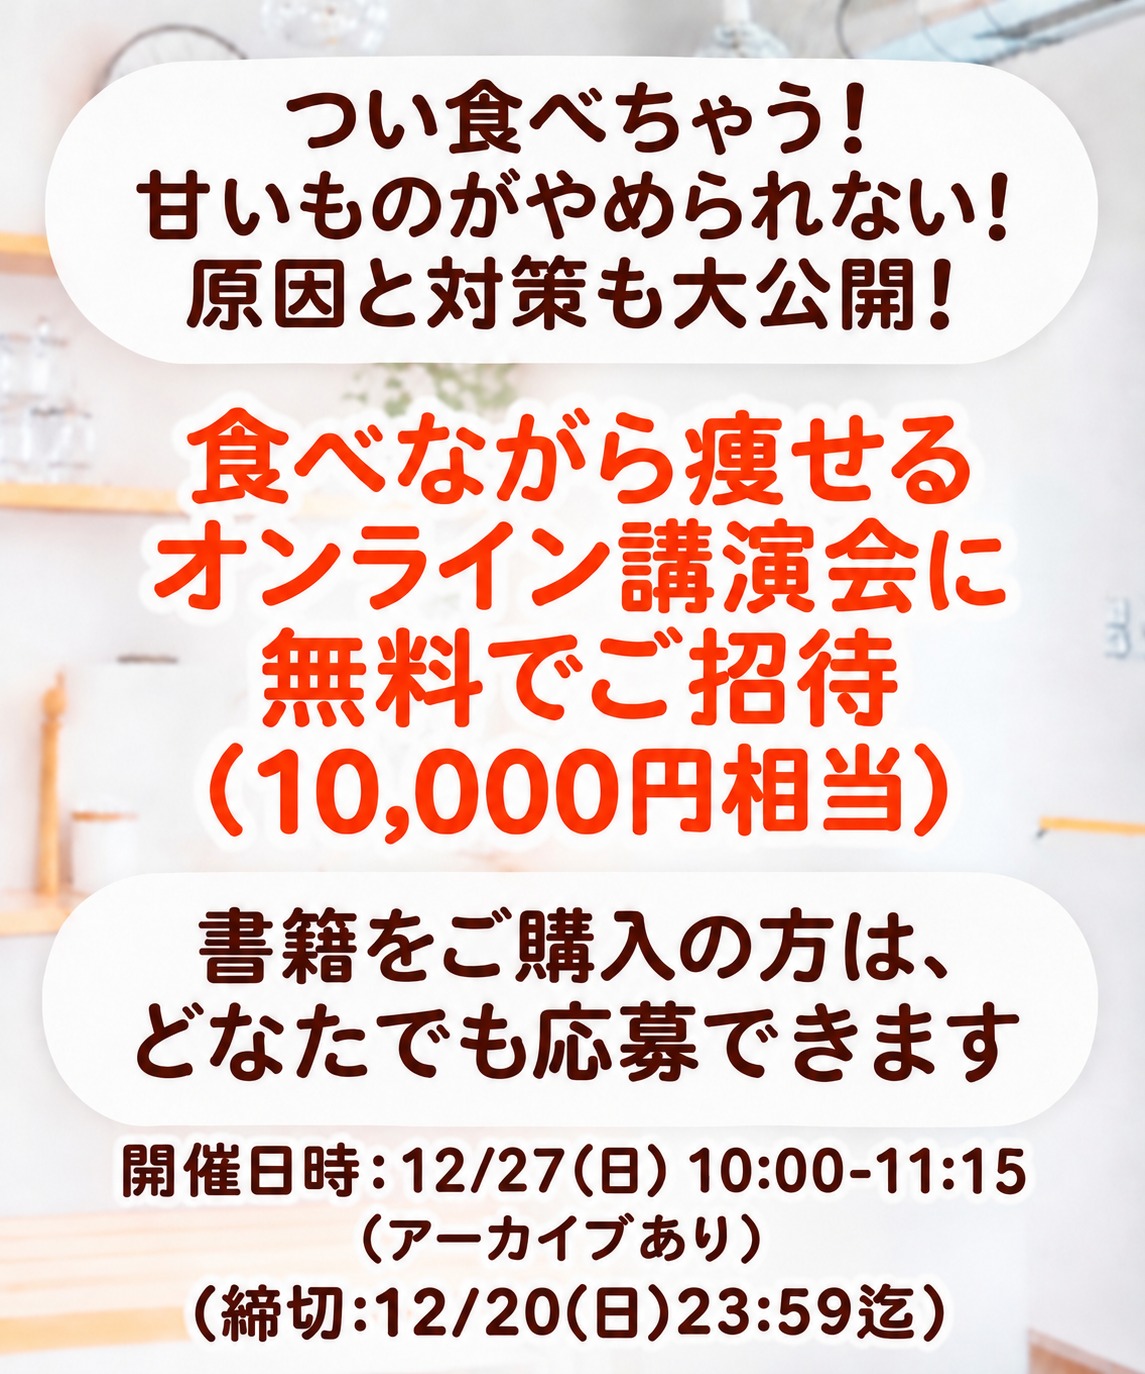 つい食べちゃう！
甘いものがやめられない！
原因と対策も大公開！
食べながら痩せる
オンライン講演会に
無料でご招待
（10,000円相当）
書籍をご購入の方は、
どなたでも応募できます
開催日時：12/27（日） 10:00-11:15
（アーカイブあり）
（締切：12/20（日）23:59迄）